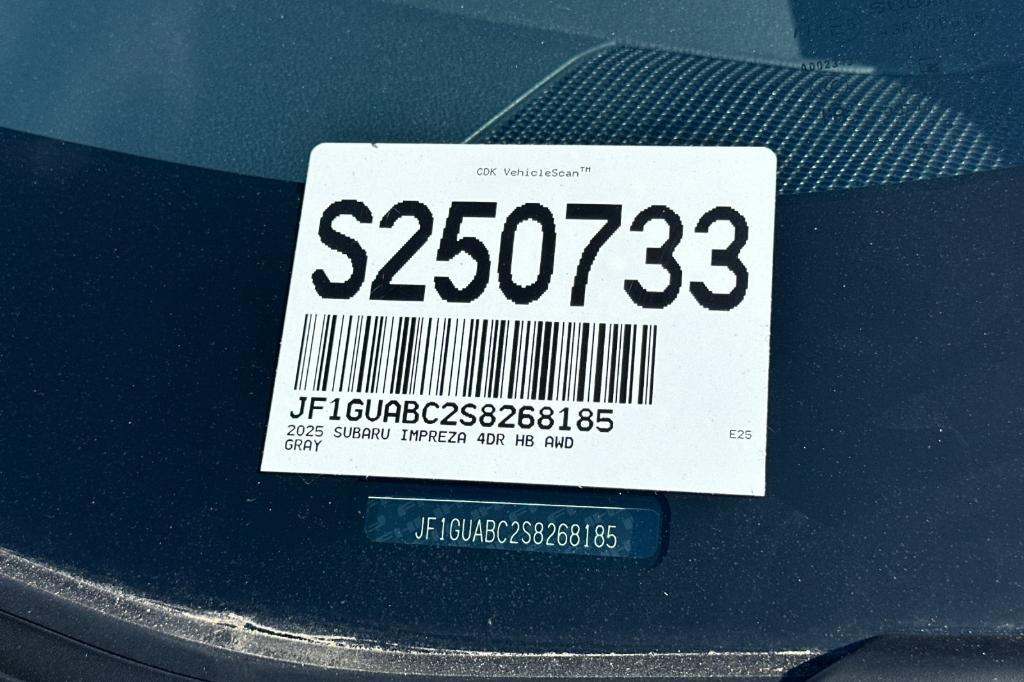 CDK VehicleScan™
S250733
JF1GUABC2S8268185
2025 SUBARU IMPREZA 4DR HB AWD
GRAY
E25
JF1GUABC2S8268185